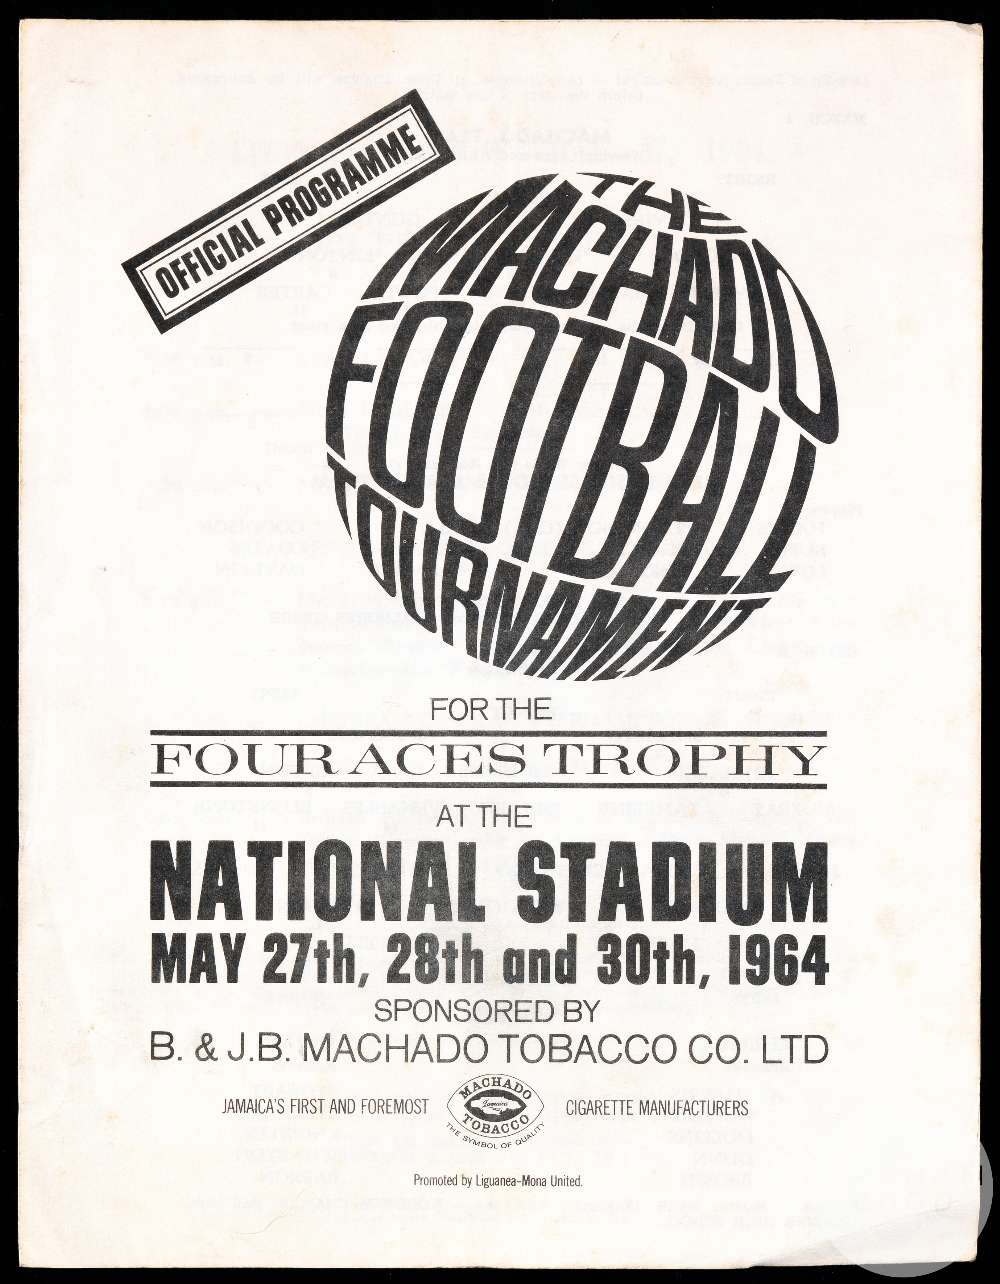 OFFICIAL PROGRAMME
THE
MACHADO
FOOTBALL
TOURNAMENT
FOR THE
FOUR ACES TROPHY
AT THE
NATIONAL STADIUM
MAY 27th, 28th and 30th, 1964
SPONSORED BY
B. & J.B. MACHADO TOBACCO CO. LTD
JAMAICA'S FIRST AND FOREMOST
MACHADO
Jamaica
TOBACCO
THE SYMBOL OF QUALITY
CIGARETTE MANUFACTURERS
Promoted by Liguanea-Mona United.